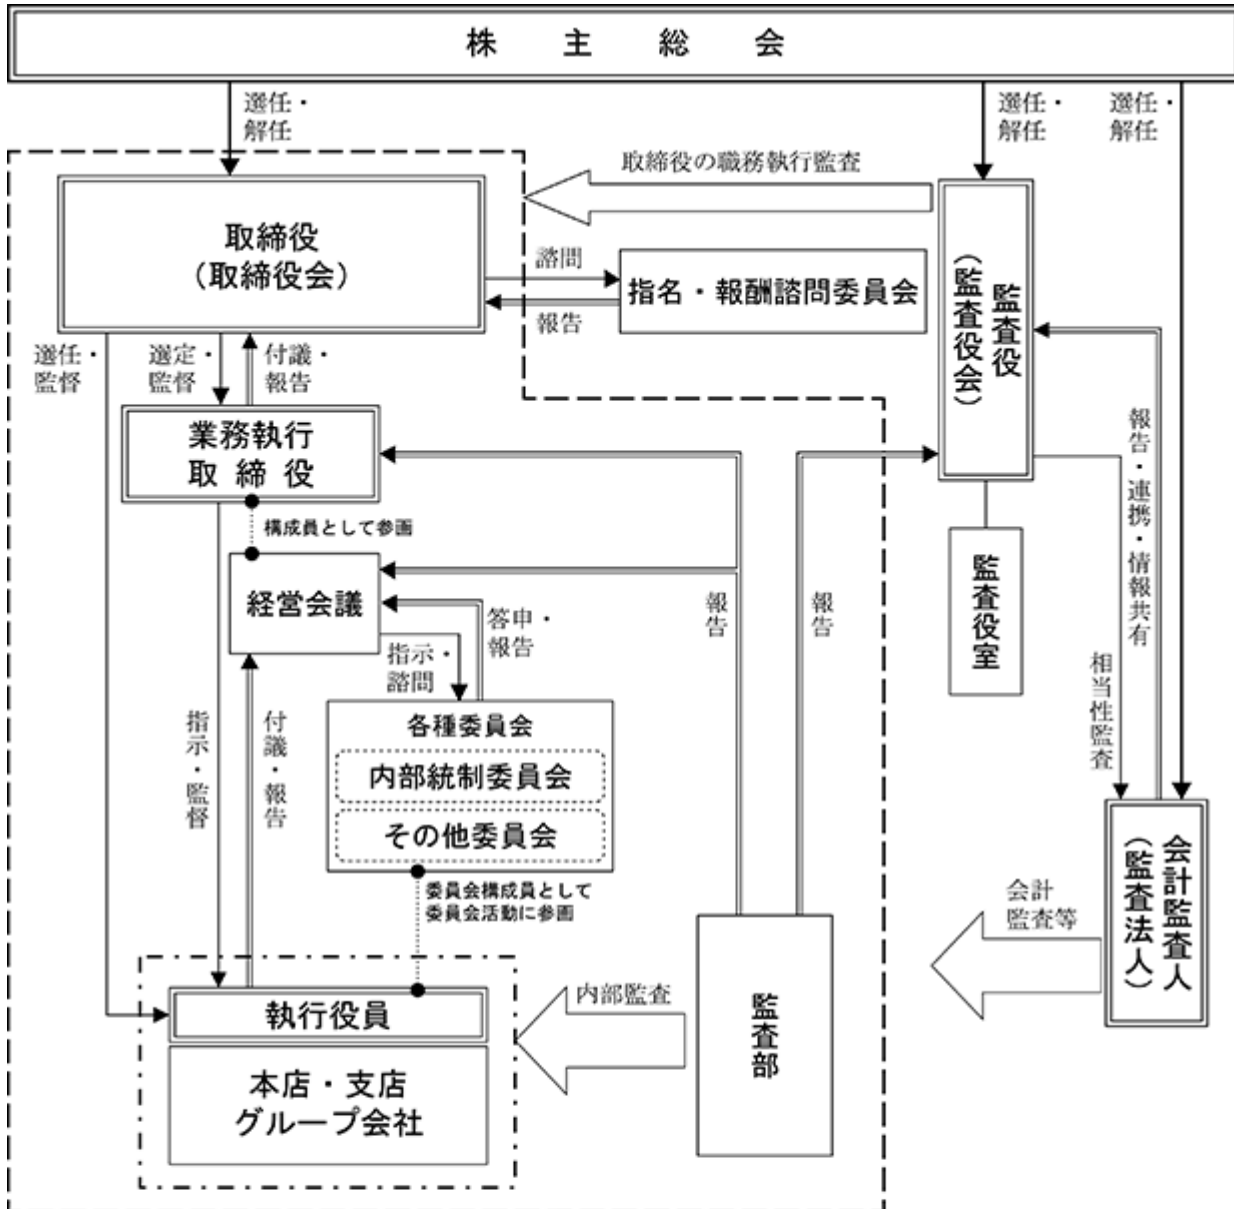 株主総会
選任・
解任
選任・
解任
選任・
解任
取締役の職務執行監査
取締役
（取締役会）
諮問
報告
指名・報酬諮問委員会
監査役
（監査役会）
選任・
監督
選定・
監督
付議・
報告
業務執行
取締役
構成員として参画
経営会議
答申・
報告
指示・
諮問
報告
報告
監査役室
報告・連携・情報共有
相当性監査
指示・監督
付議・報告
各種委員会
内部統制委員会
その他委員会
委員会構成員として
委員会活動に参画
会計
監査等
会計監査人
（監査法人）
内部監査
監査部
執行役員
本店・支店
グループ会社